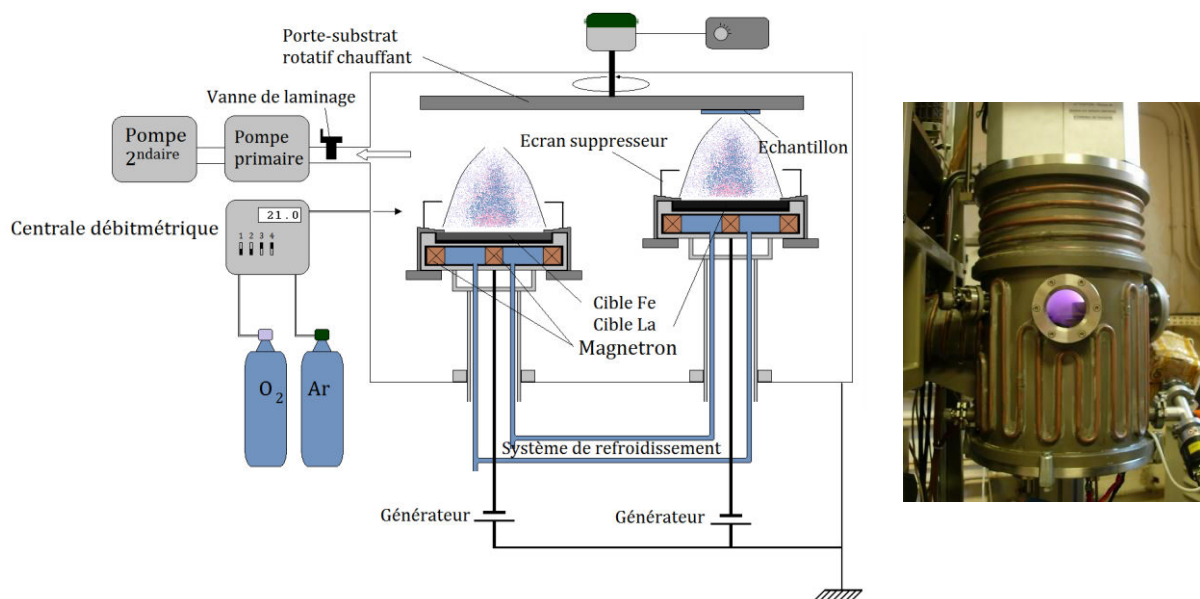 Porte-substrat
rotatif chauffant
Vanne de laminage
Pompe
2ndaire
Pompe
primaire
Ecran suppresseur
Echantillon
Centrale débitmétrique
21.0
1 2 3 4
Cible Fe
Cible La
Magnetron
O2
Ar
Système de refroidissement
Générateur
Générateur